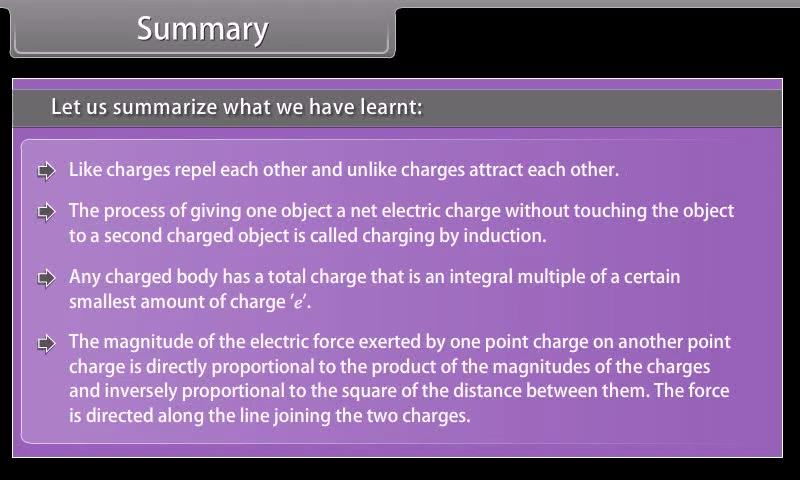 Summary
Let us summarize what we have learnt:
Like charges repel each other and unlike charges attract each other.
The process of giving one object a net electric charge without touching the object
to a second charged object is called charging by induction.
Any charged body has a total charge that is an integral multiple of a certain
smallest amount of charge 'e'.
The magnitude of the electric force exerted by one point charge on another point
charge is directly proportional to the product of the magnitudes of the charges
and inversely proportional to the square of the distance between them. The force
is directed along the line joining the two charges.